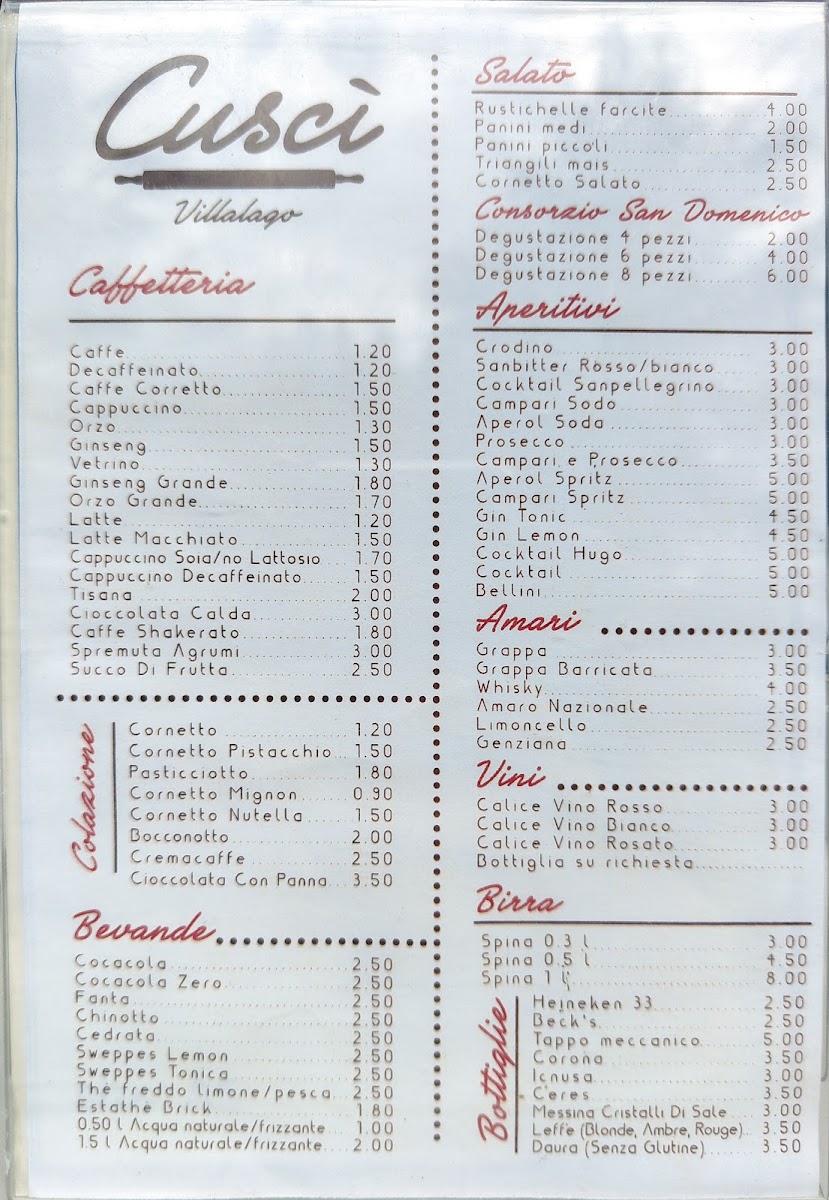 Cuscì
Villalago
Caffetteria
Caffe 1.20
Decaffeinato 1.20
Caffe Corretto 1.50
Cappuccino 1.50
Orzo 1.30
Ginseng 1.50
Vetrino 1.30
Ginseng Grande 1.80
Orzo Grande 1.70
Latte 1.20
Latte Macchiato 1.50
Cappuccino Soia/no Lattosio 1.70
Cappuccino Decaffeinato 1.50
Tisana 2.00
Cioccolata Calda 3.00
Caffe Shakerato 1.80
Spremuta Agrumi 3.00
Succo Di Frutta 2.50
Colazione
Cornetto 1.20
Cornetto Pistacchio 1.50
Pasticciotto 1.80
Cornetto Mignon 0.90
Cornetto Nutella 1.50
Bocconotto 2.00
Cremacaffe 2.50
Cioccolata Con Panna 3.50
Bevande
Cocacola 2.50
Cocacola Zero 2.50
Fanta 2.50
Chinotto 2.50
Cedrata 2.50
Sweppes Lemon 2.50
Sweppes Tonica 2.50
The freddo limone/pesca 2.50
Estathe Brick 1.80
0.50 l Acqua naturale/frizzante 1.00
1.5 l Acqua naturale/frizzante 2.00
Salato
Rustichelle farcite 4.00
Panini medi 2.00
Panini piccoli 1.50
Triangili mais 2.50
Cornetto Salato 2.50
Consorzio San Domenico
Degustazione 4 pezzi 2.00
Degustazione 6 pezzi 4.00
Degustazione 8 pezzi 6.00
Aperitivi
Crodino 3.00
Sanbitter Rosso/bianco 3.00
Cocktail Sanpellegrino 3.00
Campari Sodo 3.00
Aperol Soda 3.00
Prosecco 3.00
Campari e Prosecco 3.50
Aperol Spritz 5.00
Campari Spritz 5.00
Gin Tonic 4.50
Gin Lemon 4.50
Cocktail Hugo 5.00
Cocktail 5.00
Bellini 5.00
Amari
Grappa 3.00
Grappa Barricata 3.50
Whisky 4.00
Amaro Nazionale 2.50
Limoncello 2.50
Genziana 2.50
Vini
Calice Vino Rosso 3.00
Calice Vino Bianco 3.00
Calice Vino Rosato 3.00
Bottiglia su richiesta
Birra
Spina 0.3 l 3.00
Spina 0.5 l 4.50
Spina 1 l 8.00
Bottiglie
Heineken 33 2.50
Beck's 2.50
Tappo meccanico 5.00
Corona 3.50
Icnusa 3.00
C'eres 3.50
Messina Cristalli Di Sale 3.00
Leffe (Blonde, Ambre, Rouge) 3.50
Daura (Senza Glutine) 3.50